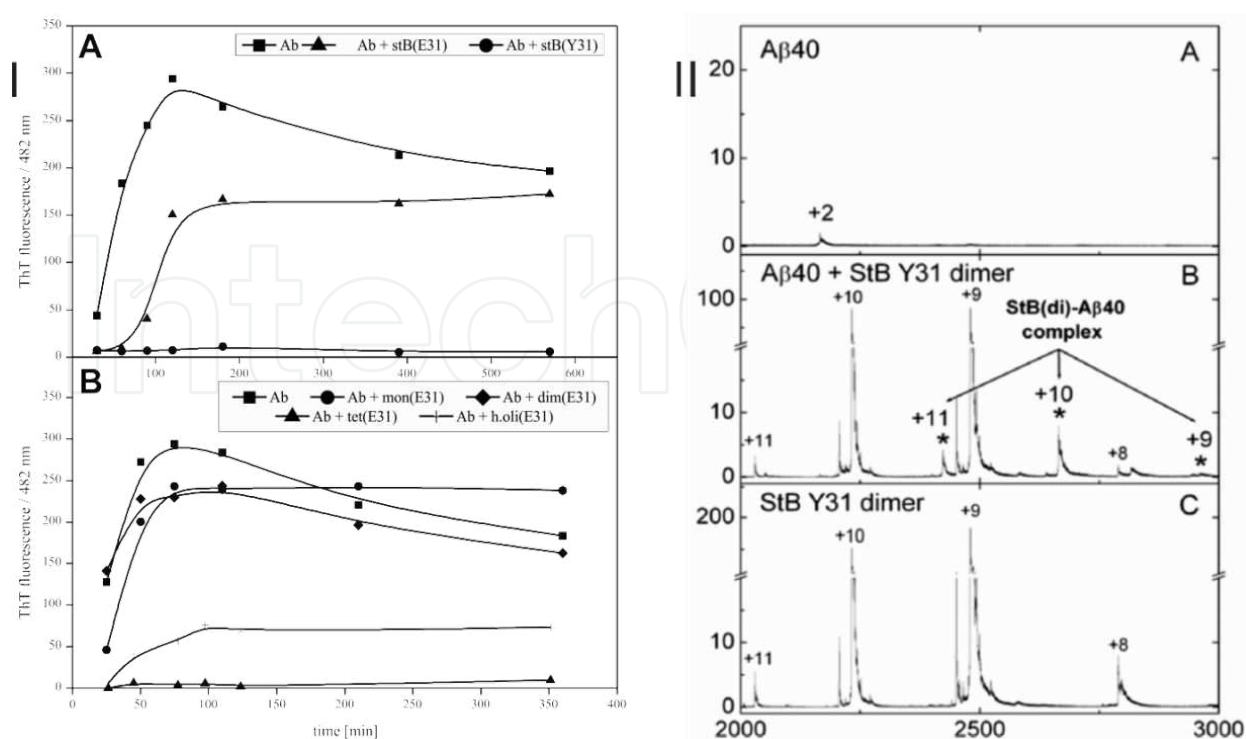 I
A
Ab Ab + stB(E31) Ab + stB(Y31)
350
300
250
200
150
100
50
0
ThT fluorescence / 482 nm
100 200 300 400 500 600
B
Ab Ab + mon(E31) Ab + dim(E31)
Ab + tet(E31) Ab + h.oli(E31)
300
250
200
150
100
50
0
ThT fluorescence / 482 nm
0 50 100 150 200 250 300 350 400
time [min]
II
Aβ40 A
20
10
0
+2
Aβ40 + StB Y31 dimer B
100
10
0
+10
+9
StB(di)-Aβ40
complex
+11
+11
*
+10
*
+8
+9
*
StB Y31 dimer C
200
10
0
+11
+10
+9
+8
2000 2500 3000